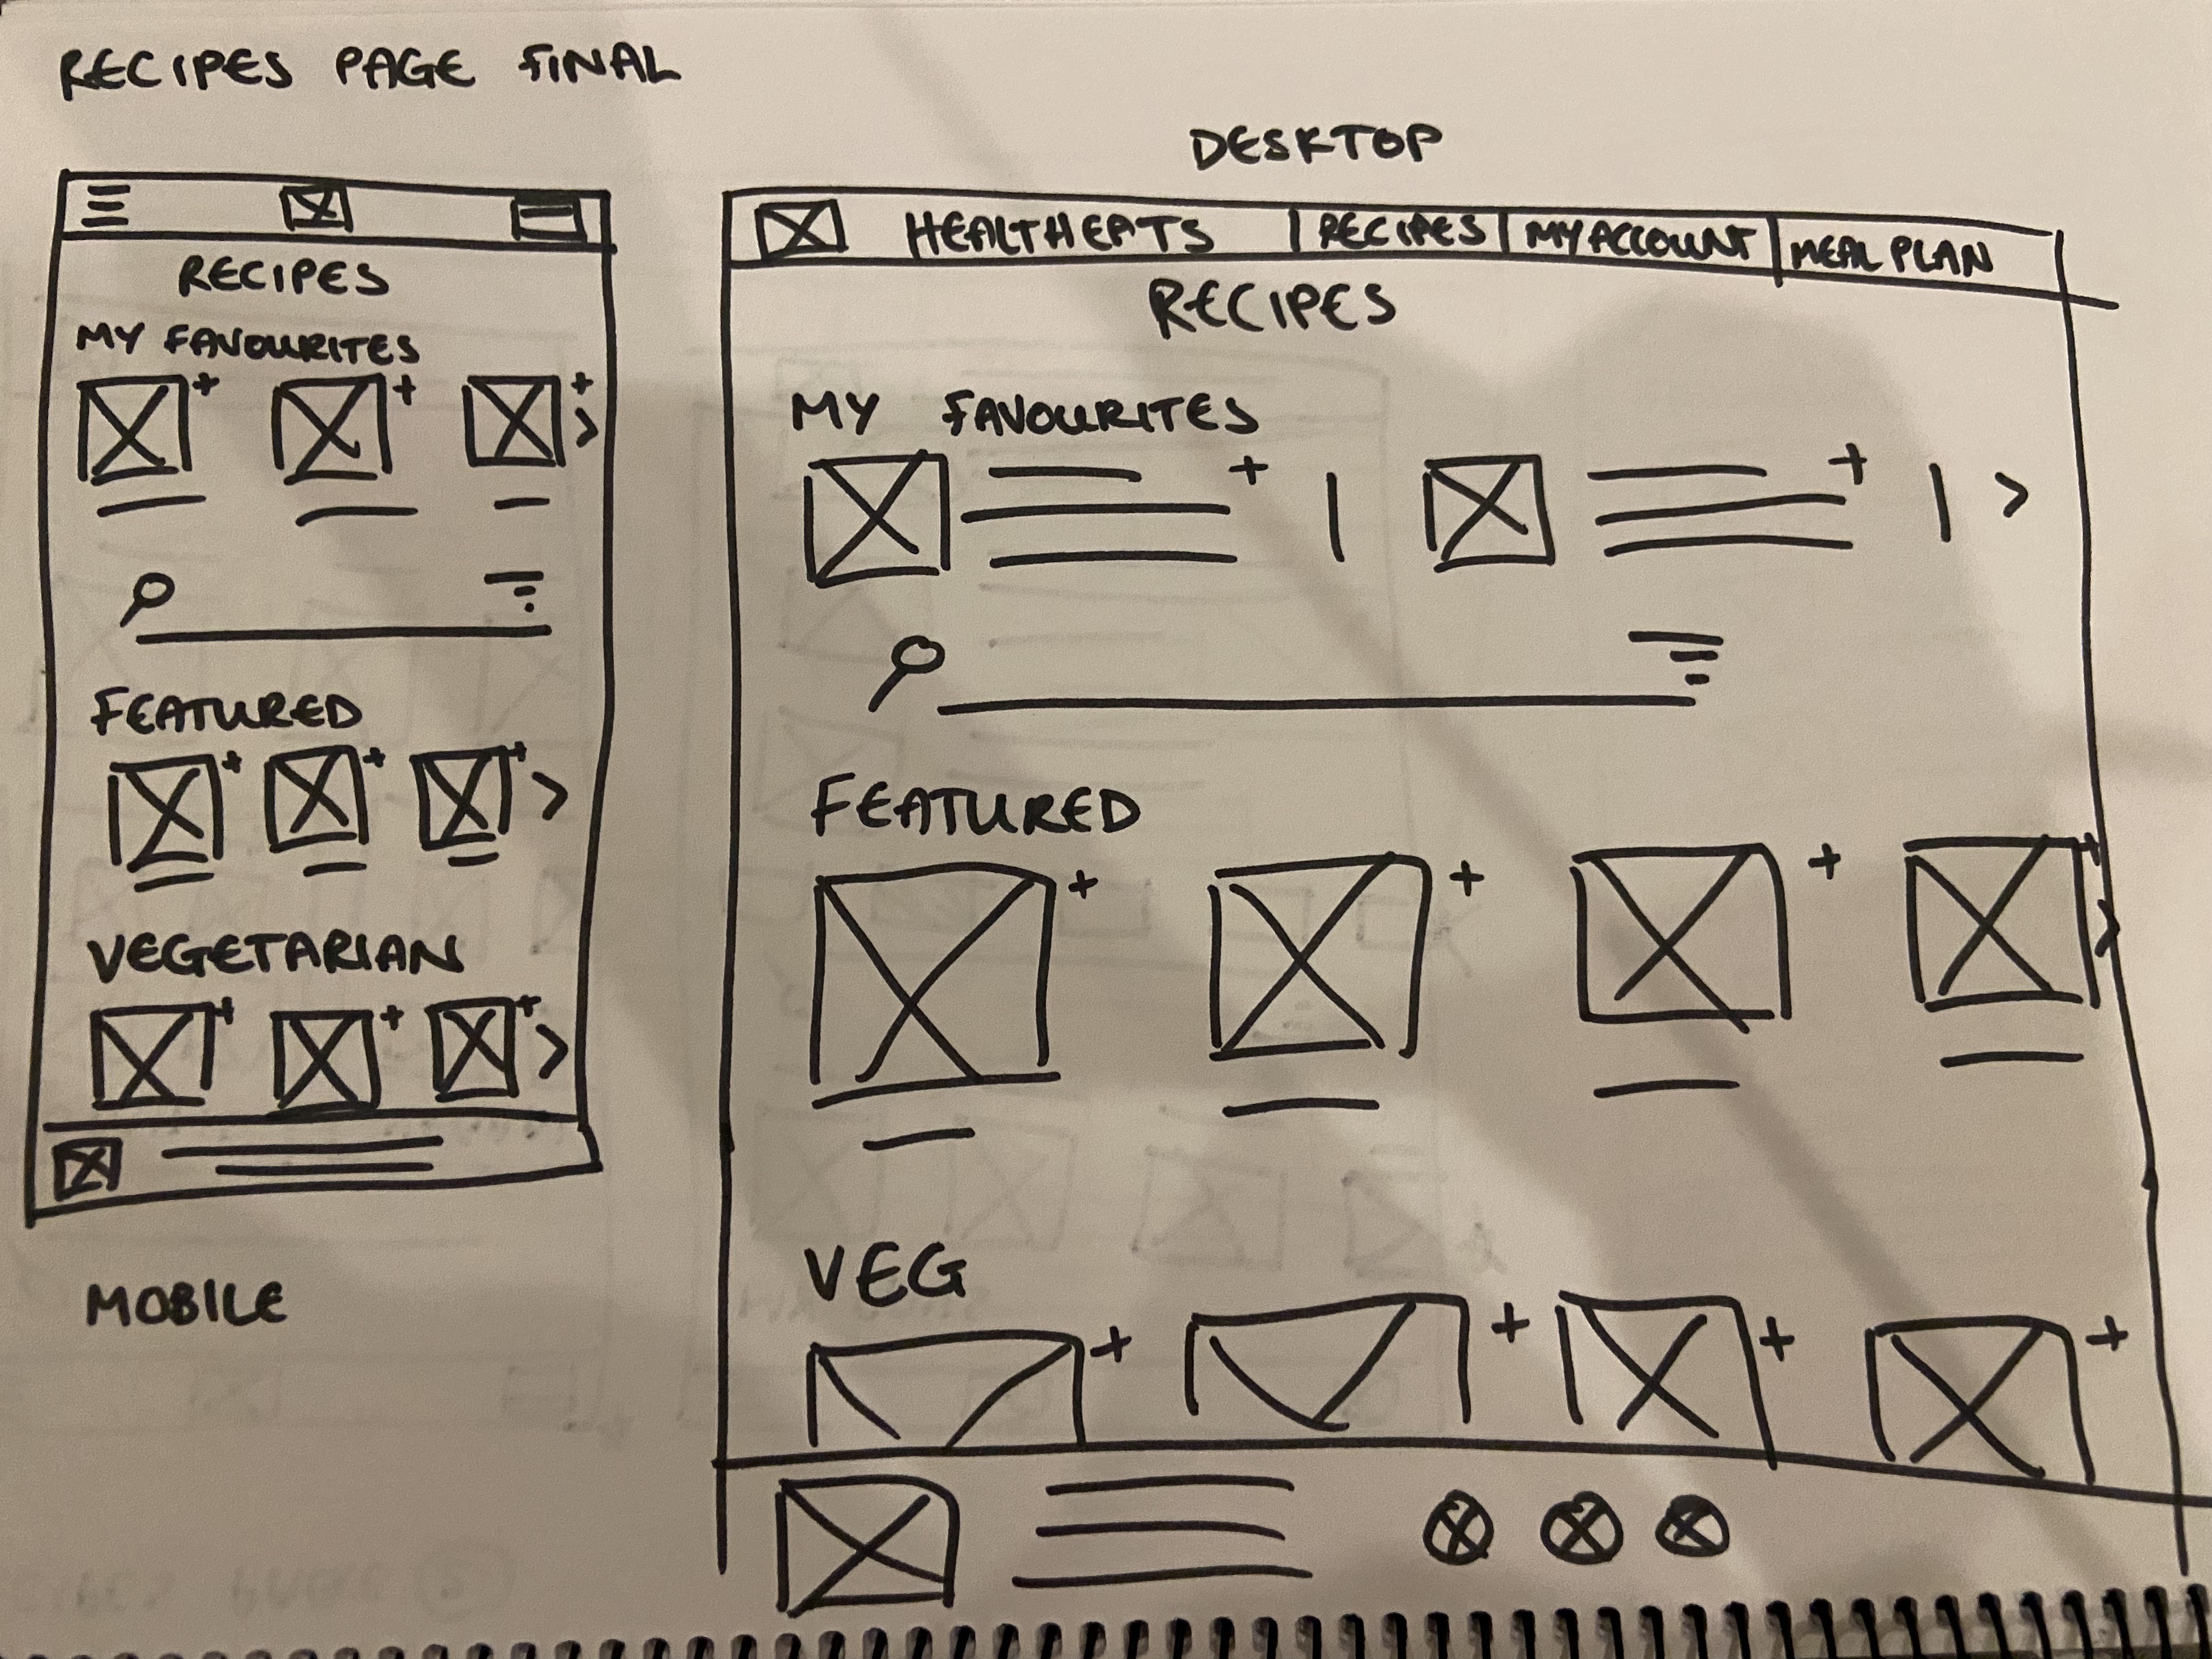 RECIPES PAGE FINAL
RECIPES
MY FAVOURITES
FEATURED
VEGETARIAN
MOBILE
DESKTOP
HEALTHEATS | RECIPES | MY ACCOUNT | MEAL PLAN
RECIPES
MY FAVOURITES
FEATURED
VEG